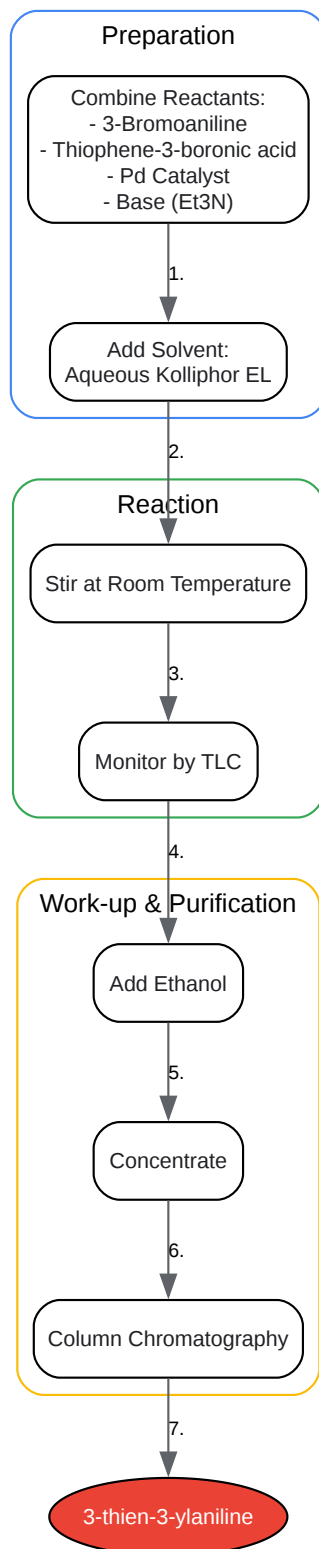 Preparation
Combine Reactants:
- 3-Bromoaniline
- Thiophene-3-boronic acid
- Pd Catalyst
- Base (Et3N)
1.
Add Solvent:
Aqueous Kolliphor EL
2.
Reaction
Stir at Room Temperature
3.
Monitor by TLC
4.
Work-up & Purification
Add Ethanol
5.
Concentrate
6.
Column Chromatography
7.
3-thien-3-ylaniline